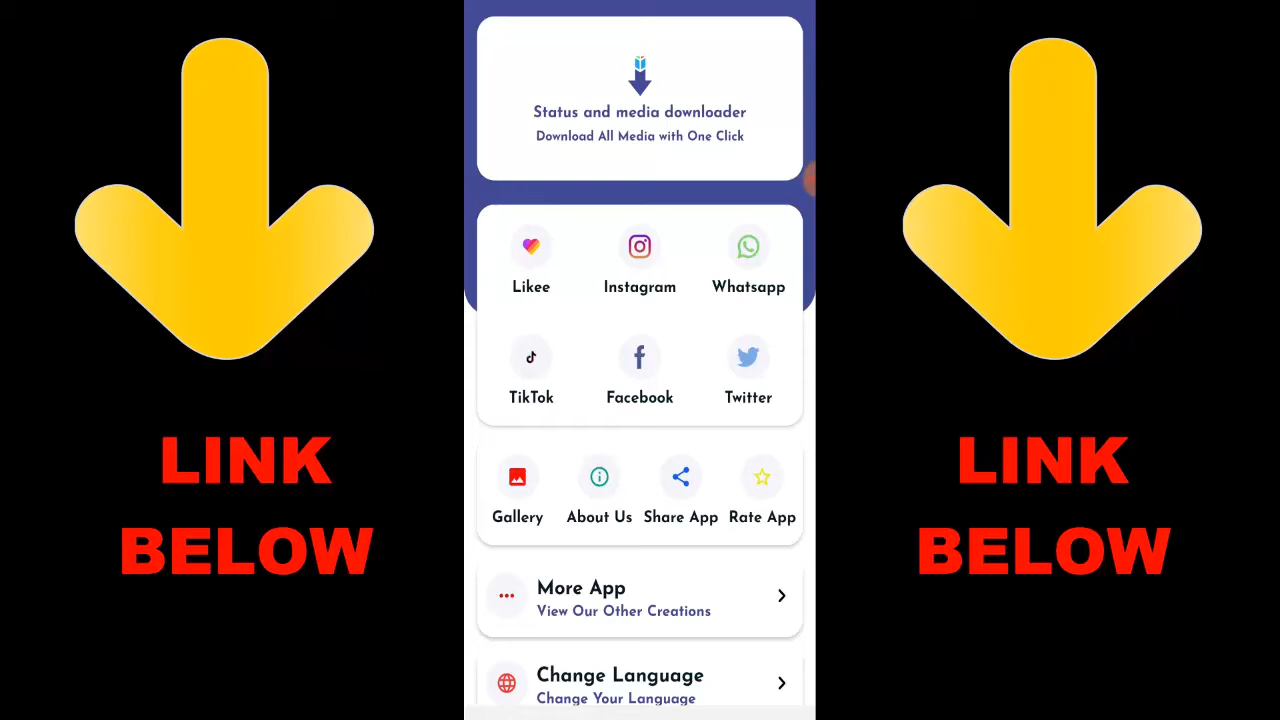 Status and media downloader
Download All Media with One Click
Likee Instagram Whatsapp
TikTok Facebook Twitter
Gallery About Us Share App Rate App
More App
View Our Other Creations
Change Language
Change Your Language
LINK
BELOW
LINK
BELOW